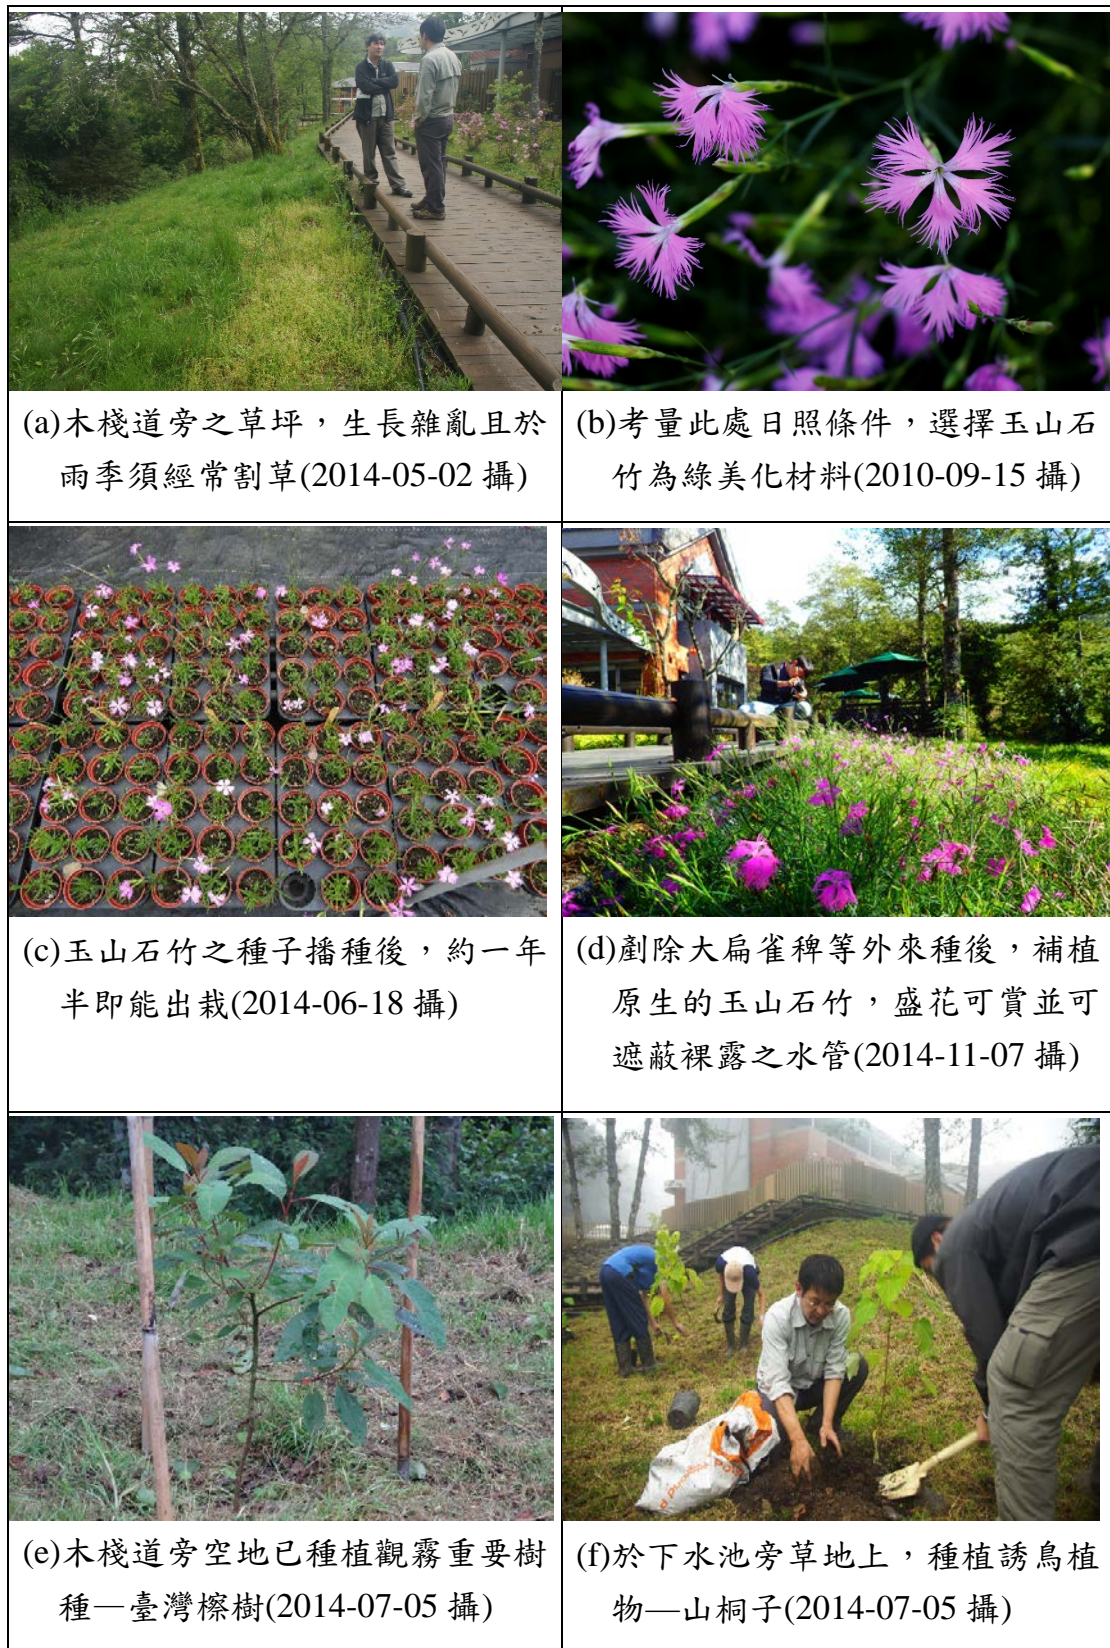 (a)木棧道旁之草坪，生長雜亂且於
雨季須經常割草(2014-05-02 攝)
(b)考量此處日照條件，選擇玉山石
竹為綠美化材料(2010-09-15 攝)
(c)玉山石竹之種子播種後，約一年
半即能出栽(2014-06-18 攝)
(d)剷除大扁雀稗等外來種後，補植
原生的玉山石竹，盛花可賞並可
遮蔽裸露之水管(2014-11-07 攝)
(e)木棧道旁空地已種植觀霧重要樹
種—臺灣檫樹(2014-07-05 攝)
(f)於下水池旁草地上，種植誘鳥植
物—山桐子(2014-07-05 攝)